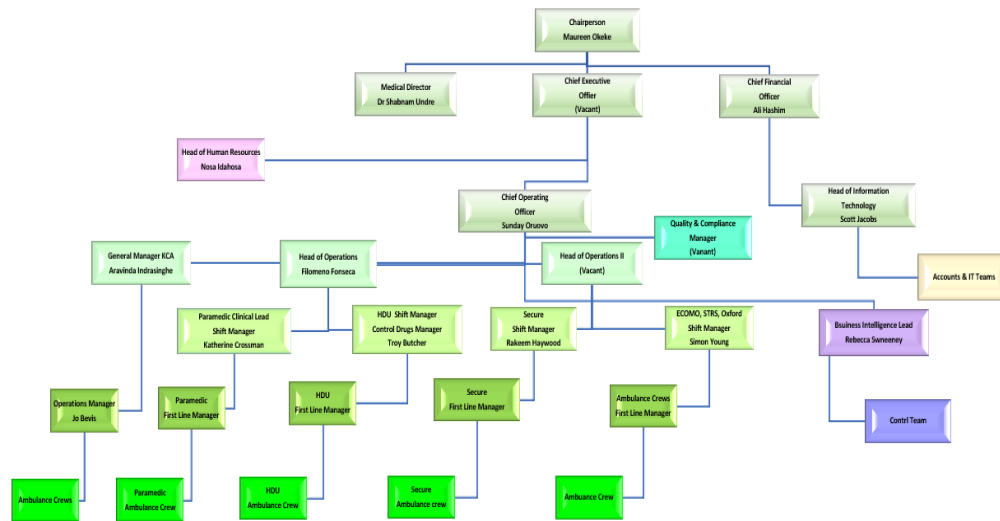 Chairperson
Maureen Okeke
Medical Director
Dr Shabnam Undre
Chief Executive
Offier
(Vacant)
Chief Financial
Officer
Ali Hashim
Head of Human Resources
Nosa Idahosa
Chief Operating
Officer
Sunday Oruovo
Head of Information
Technology
Scott Jacobs
Quality & Compliance
Manager
(Vanant)
General Manager KCA
Aravinda Indrasinghe
Head of Operations
Filomeno Fonseca
Head of Operations II
(Vacant)
Accounts & IT Teams
Paramedic Clinical Lead
Shift Manager
Katherine Crossman
HDU Shift Manager
Control Drugs Manager
Troy Butcher
Secure
Shift Manager
Rakeem Haywood
ECOMO, STRS, Oxford
Shift Manager
Simon Young
Bsuiness Intelligence Lead
Rebecca Swneeney
Operations Manager
Jo Bevis
Paramedic
First Line Manager
HDU
First Line Manager
Secure
First Line Manager
Ambulance Crews
First Line Manager
Contrl Team
Ambulance Crews
Paramedic
Ambulance Crew
HDU
Ambulance Crew
Secure
Ambulance crew
Ambuance Crew